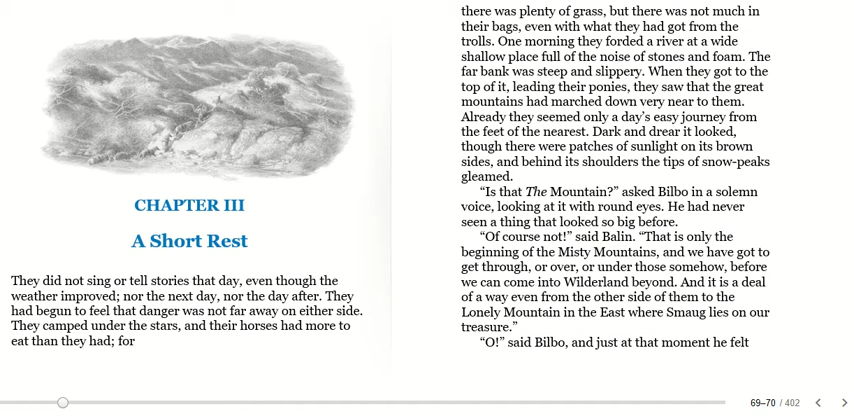 CHAPTER III
A Short Rest
They did not sing or tell stories that day, even though the
weather improved; nor the next day, nor the day after. They
had begun to feel that danger was not far away on either side.
They camped under the stars, and their horses had more to
eat than they had; for
there was plenty of grass, but there was not much in
their bags, even with what they had got from the
trolls. One morning they forded a river at a wide
shallow place full of the noise of stones and foam. The
far bank was steep and slippery. When they got to the
top of it, leading their ponies, they saw that the great
mountains had marched down very near to them.
Already they seemed only a day’s easy journey from
the feet of the nearest. Dark and drear it looked,
though there were patches of sunlight on its brown
sides, and behind its shoulders the tips of snow-peaks
gleamed.
“Is that The Mountain?” asked Bilbo in a solemn
voice, looking at it with round eyes. He had never
seen a thing that looked so big before.
“Of course not!” said Balin. “That is only the
beginning of the Misty Mountains, and we have got to
get through, or over, or under those somehow, before
we can come into Wilderland beyond. And it is a deal
of a way even from the other side of them to the
Lonely Mountain in the East where Smaug lies on our
treasure.”
“O!” said Bilbo, and just at that moment he felt
69–70 / 402